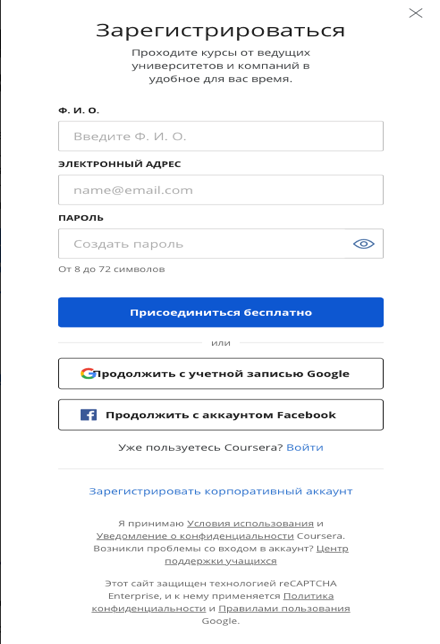 Зарегистрироваться
Проходите курсы от ведущих
университетов и компаний в
удобное для вас время.
Ф. И. О.
Введите Ф. И. О.
ЭЛЕКТРОННЫЙ АДРЕС
name@email.com
ПАРОЛЬ
Создать пароль
От 8 до 72 символов
Присоединиться бесплатно
или
Продолжить с учетной записью Google
Продолжить с аккаунтом Facebook
Уже пользуетесь Coursera? Войти
Зарегистрировать корпоративный аккаунт
Я принимаю Условия использования и
Уведомление о конфиденциальности Coursera.
Возникли проблемы со входом в аккаунт? Центр
поддержки учащихся
Этот сайт защищен технологией reCAPTCHA
Enterprise, и к нему применяется Политика
конфиденциальности и Правилами пользования
Google.